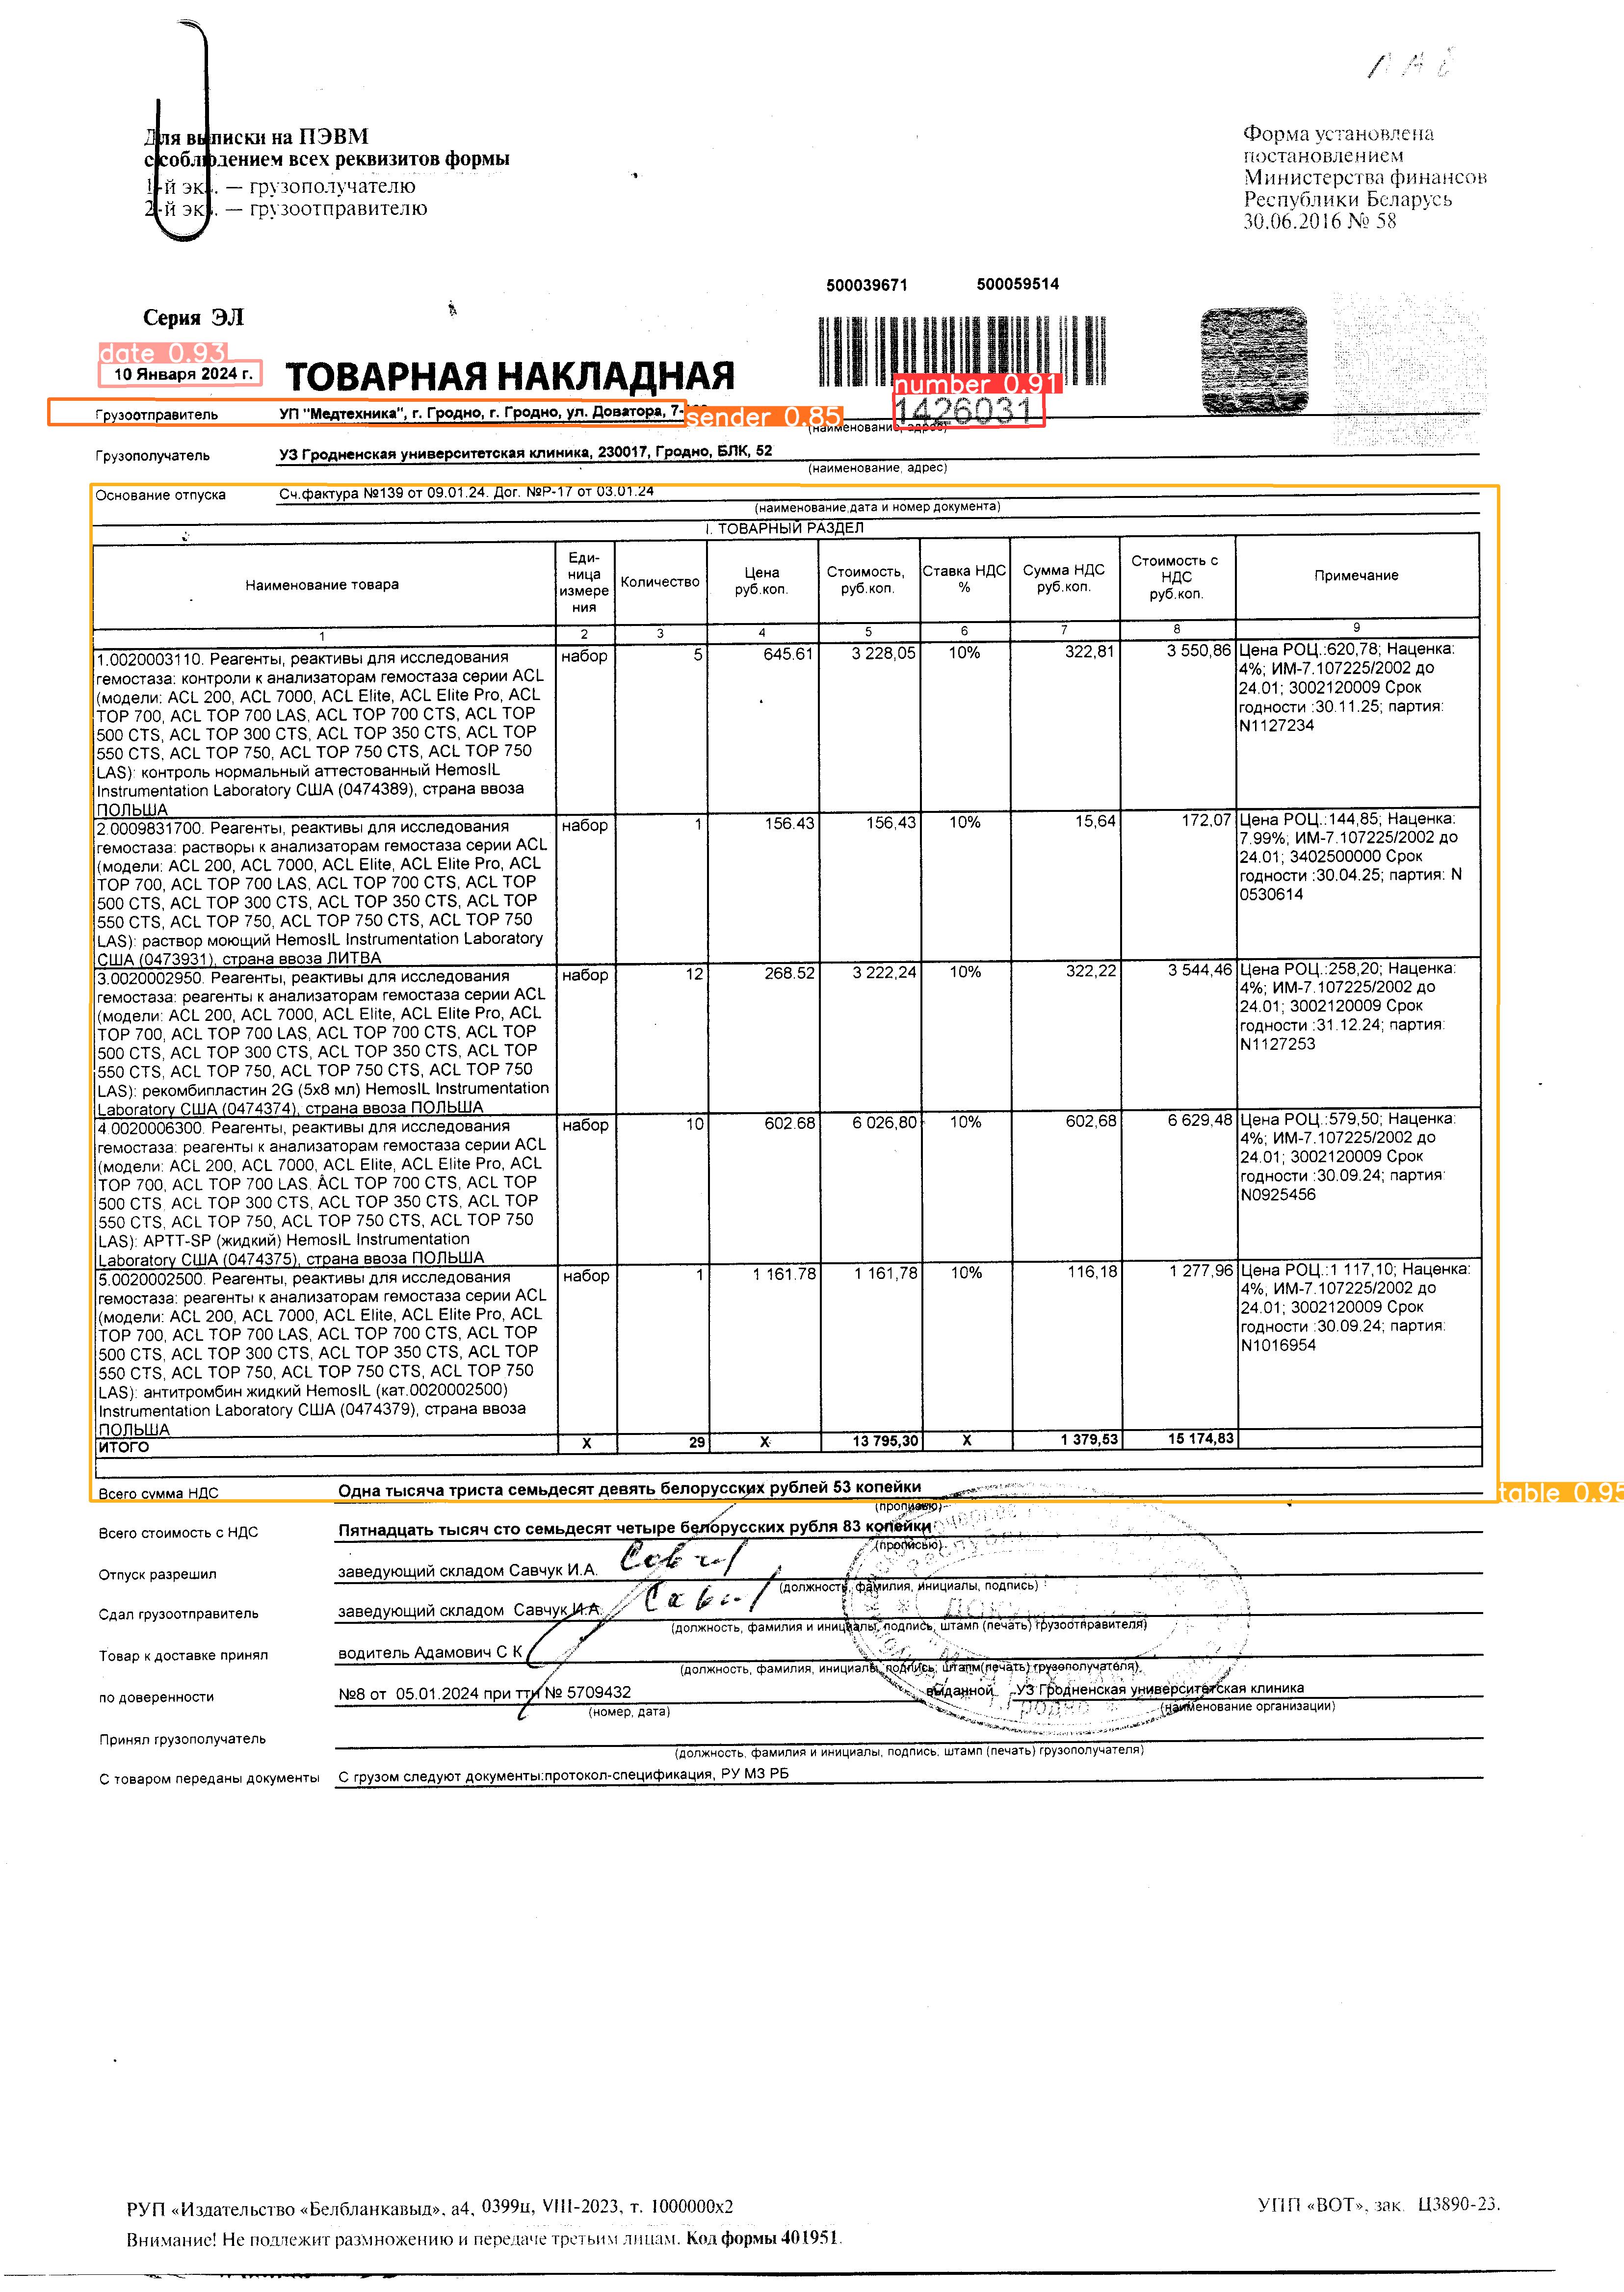 Для выписки на ПЭВМ
с соблюдением всех реквизитов формы
1-й экз. — грузополучателю
2-й экз. — грузоотправителю
Форма установлена
постановлением
Министерства финансов
Республики Беларусь
30.06.2016 № 58
500039671 500059514
Серия ЭЛ
date 0.93
10 Января 2024 г.
ТОВАРНАЯ НАКЛАДНАЯ
number 0.91
1426031
Грузоотправитель УП "Медтехника", г. Гродно, г. Гродно, ул. Доватора, 7-
sender 0.85
(наименование, адрес)
Грузополучатель УЗ Гродненская университетская клиника, 230017, Гродно, БЛК, 52
(наименование, адрес)
Основание отпуска Сч.фактура №139 от 09.01.24. Дог. №Р-17 от 03.01.24
(наименование,дата и номер документа)
I. ТОВАРНЫЙ РАЗДЕЛ
Наименование товара
Еди-
ница
измере
ния
Количество
Цена
руб.коп.
Стоимость,
руб.коп.
Ставка НДС
%
Сумма НДС
руб.коп.
Стоимость с
НДС
руб.коп.
Примечание
1 2 3 4 5 6 7 8 9
1.0020003110. Реагенты, реактивы для исследования
гемостаза: контроли к анализаторам гемостаза серии ACL
(модели: ACL 200, ACL 7000, ACL Elite, ACL Elite Pro, ACL
TOP 700, ACL TOP 700 LAS, ACL TOP 700 CTS, ACL TOP
500 CTS, ACL TOP 300 CTS, ACL TOP 350 CTS, ACL TOP
550 CTS, ACL TOP 750, ACL TOP 750 CTS, ACL TOP 750
LAS): контроль нормальный аттестованный HemosIL
Instrumentation Laboratory США (0474389), страна ввоза
ПОЛЬША
набор 5 645.61 3 228,05 10% 322,81 3 550,86
Цена РОЦ.:620,78; Наценка:
4%; ИМ-7.107225/2002 до
24.01; 3002120009 Срок
годности :30.11.25; партия:
N1127234
2.0009831700. Реагенты, реактивы для исследования
гемостаза: растворы к анализаторам гемостаза серии ACL
(модели: ACL 200, ACL 7000, ACL Elite, ACL Elite Pro, ACL
TOP 700, ACL TOP 700 LAS, ACL TOP 700 CTS, ACL TOP
500 CTS, ACL TOP 300 CTS, ACL TOP 350 CTS, ACL TOP
550 CTS, ACL TOP 750, ACL TOP 750 CTS, ACL TOP 750
LAS): раствор моющий HemosIL Instrumentation Laboratory
США (0473931), страна ввоза ЛИТВА
набор 1 156.43 156,43 10% 15,64 172,07
Цена РОЦ.:144,85; Наценка:
7.99%; ИМ-7.107225/2002 до
24.01; 3402500000 Срок
годности :30.04.25; партия: N
0530614
3.0020002950. Реагенты, реактивы для исследования
гемостаза: реагенты к анализаторам гемостаза серии ACL
(модели: ACL 200, ACL 7000, ACL Elite, ACL Elite Pro, ACL
TOP 700, ACL TOP 700 LAS, ACL TOP 700 CTS, ACL TOP
500 CTS, ACL TOP 300 CTS, ACL TOP 350 CTS, ACL TOP
550 CTS, ACL TOP 750, ACL TOP 750 CTS, ACL TOP 750
LAS): рекомбипластин 2G (5x8 мл) HemosIL Instrumentation
Laboratory США (0474374), страна ввоза ПОЛЬША
набор 12 268.52 3 222,24 10% 322,22 3 544,46
Цена РОЦ.:258,20; Наценка:
4%; ИМ-7.107225/2002 до
24.01; 3002120009 Срок
годности :31.12.24; партия:
N1127253
4.0020006300. Реагенты, реактивы для исследования
гемостаза: реагенты к анализаторам гемостаза серии ACL
(модели: ACL 200, ACL 7000, ACL Elite, ACL Elite Pro, ACL
TOP 700, ACL TOP 700 LAS, ACL TOP 700 CTS, ACL TOP
500 CTS, ACL TOP 300 CTS, ACL TOP 350 CTS, ACL TOP
550 CTS, ACL TOP 750, ACL TOP 750 CTS, ACL TOP 750
LAS): APTT-SP (жидкий) HemosIL Instrumentation
Laboratory США (0474375), страна ввоза ПОЛЬША
набор 10 602.68 6 026,80 10% 602,68 6 629,48
Цена РОЦ.:579,50; Наценка:
4%; ИМ-7.107225/2002 до
24.01; 3002120009 Срок
годности :30.09.24; партия:
N0925456
5.0020002500. Реагенты, реактивы для исследования
гемостаза: реагенты к анализаторам гемостаза серии ACL
(модели: ACL 200, ACL 7000, ACL Elite, ACL Elite Pro, ACL
TOP 700, ACL TOP 700 LAS, ACL TOP 700 CTS, ACL TOP
500 CTS, ACL TOP 300 CTS, ACL TOP 350 CTS, ACL TOP
550 CTS, ACL TOP 750, ACL TOP 750 CTS, ACL TOP 750
LAS): антитромбин жидкий HemosIL (кат.0020002500)
Instrumentation Laboratory США (0474379), страна ввоза
ПОЛЬША
набор 1 1 161.78 1 161,78 10% 116,18 1 277,96
Цена РОЦ.:1 117,10; Наценка:
4%, ИМ-7.107225/2002 до
24.01; 3002120009 Срок
годности :30.09.24; партия:
N1016954
ИТОГО X 29 X 13 795,30 X 1 379,53 15 174,83
table 0.95
Всего сумма НДС Одна тысяча триста семьдесят девять белорусских рублей 53 копейки
(прописью)
Всего стоимость с НДС Пятнадцать тысяч сто семьдесят четыре белорусских рубля 83 копейки
(прописью)
Отпуск разрешил заведующий складом Савчук И.А.
(должность, фамилия, инициалы, подпись)
Сдал грузоотправитель заведующий складом Савчук И.А.
(должность, фамилия и инициалы, подпись, штамп (печать) грузоотправителя)
Товар к доставке принял водитель Адамович С К
(должность, фамилия, инициалы, подпись, штапм(печать) грузополучателя)
по доверенности №8 от 05.01.2024 при ттн № 5709432 выданной УЗ Гродненская университетская клиника
(номер, дата) (наименование организации)
Принял грузополучатель
(должность, фамилия и инициалы, подпись, штамп (печать) грузополучателя)
С товаром переданы документы С грузом следуют документы:протокол-спецификация, РУ МЗ РБ
РУП «Издательство «Белбланкавыд», а4, 0399ц, VIII-2023, т. 1000000x2
УПП «ВОТ», зак. Ц3890-23.
Внимание! Не подлежит размножению и передаче третьим лицам. Код формы 401951.